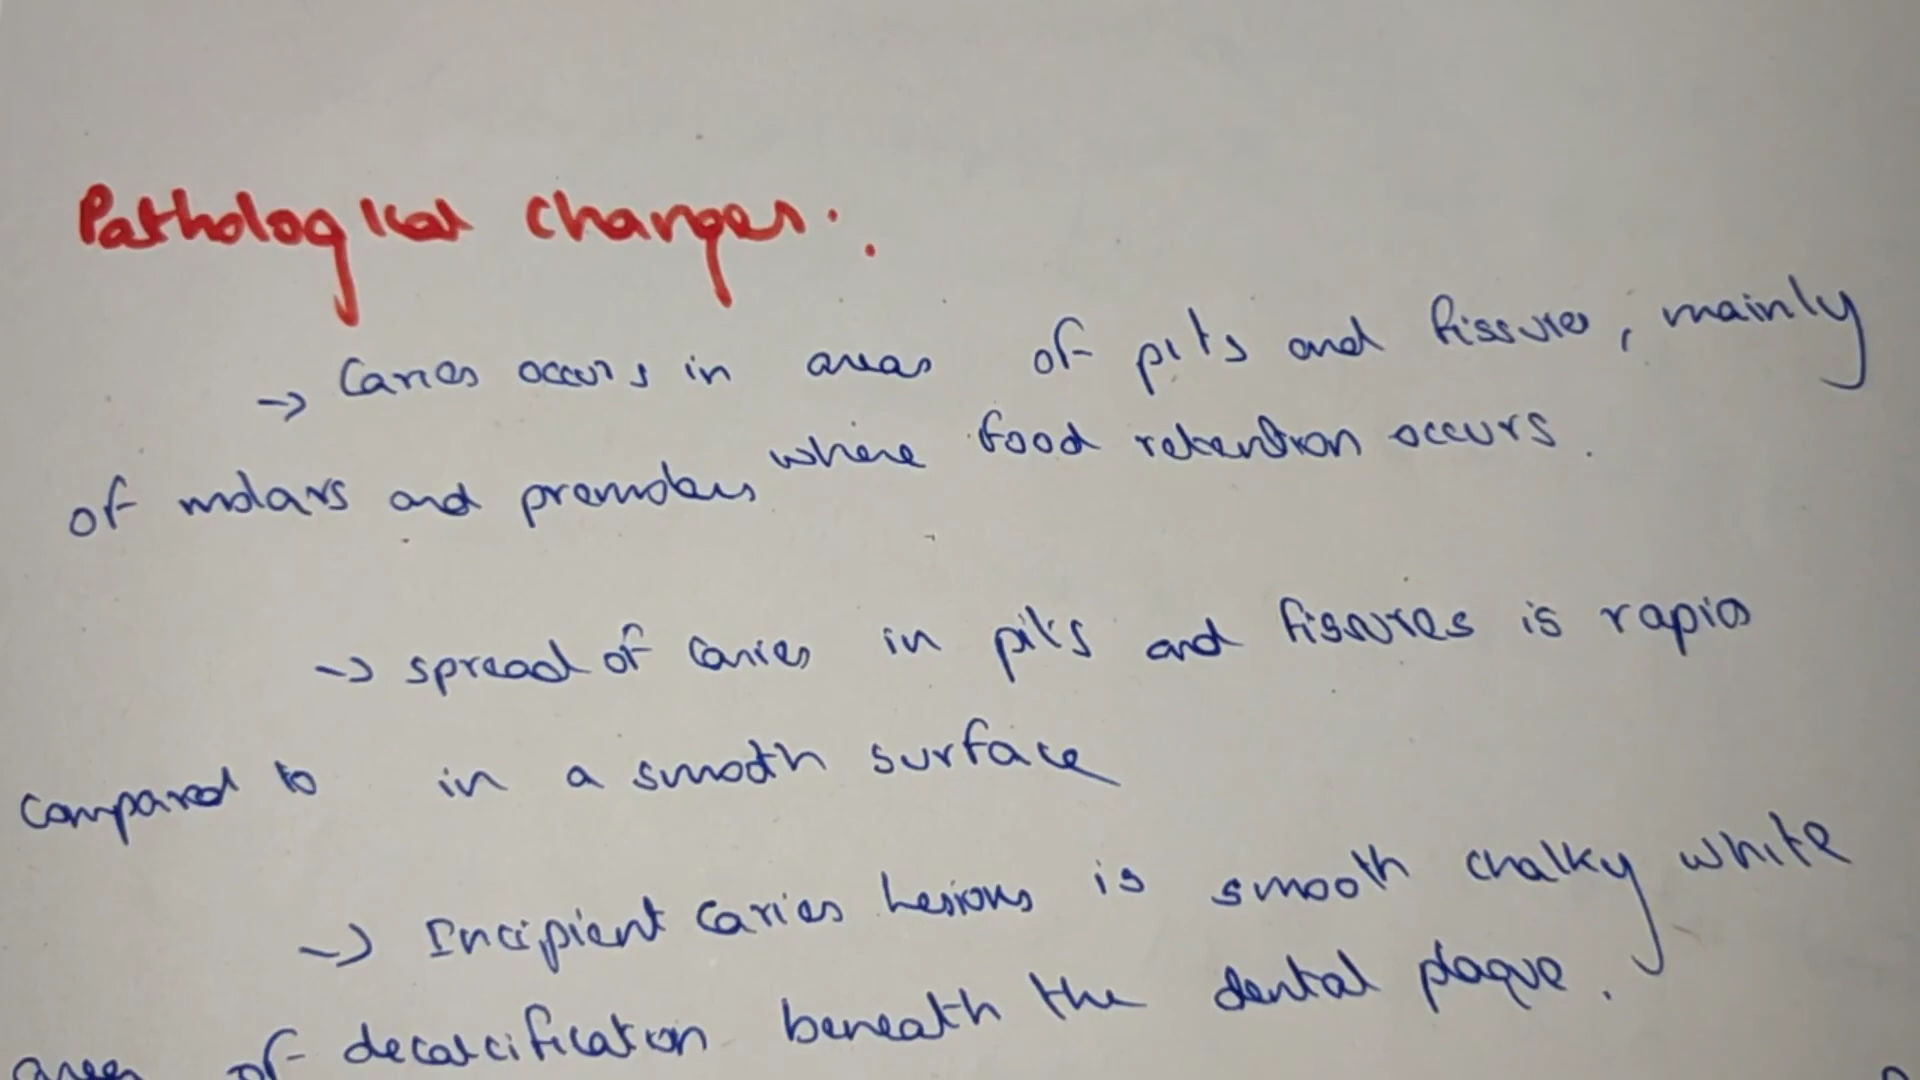 Pathological changes:
→ Caries occurs in areas of pits and fissures, mainly
of molars and premolars where food retention occurs.
→ spread of caries in pits and fissures is rapid
compared to in a smooth surface
→ Incipient caries lesions is smooth chalky white
area of decalcification beneath the dental plaque.